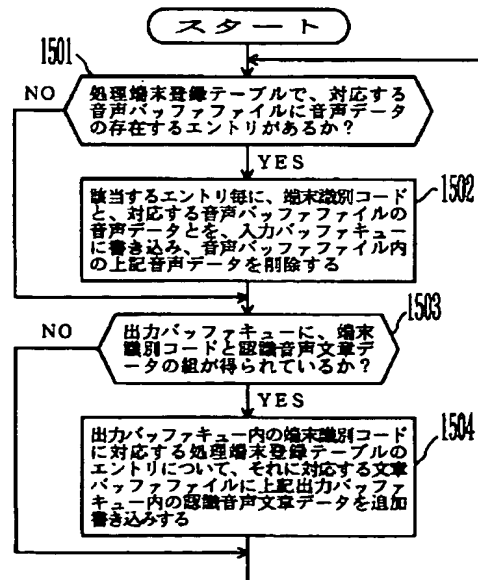 スタート
1501
NO
処理端末登録テーブルで、対応する
音声バッファファイルに音声データ
の存在するエントリがあるか?
YES
1502
該当するエントリ毎に、端末識別コード
と、対応する音声バッファファイルの
音声データとを、入力バッファキュー
に書き込み、音声バッファファイル内
の上記音声データを削除する
1503
NO
出力バッファキューに、端末
識別コードと認識音声文章デ
ータの組が得られているか?
YES
1504
出力バッファキュー内の端末識別コード
に対応する処理端末登録テーブルの
エントリについて、それに対応する文章
バッファファイルに上記出力バッファ
キュー内の認識音声文章データを追加
書き込みする